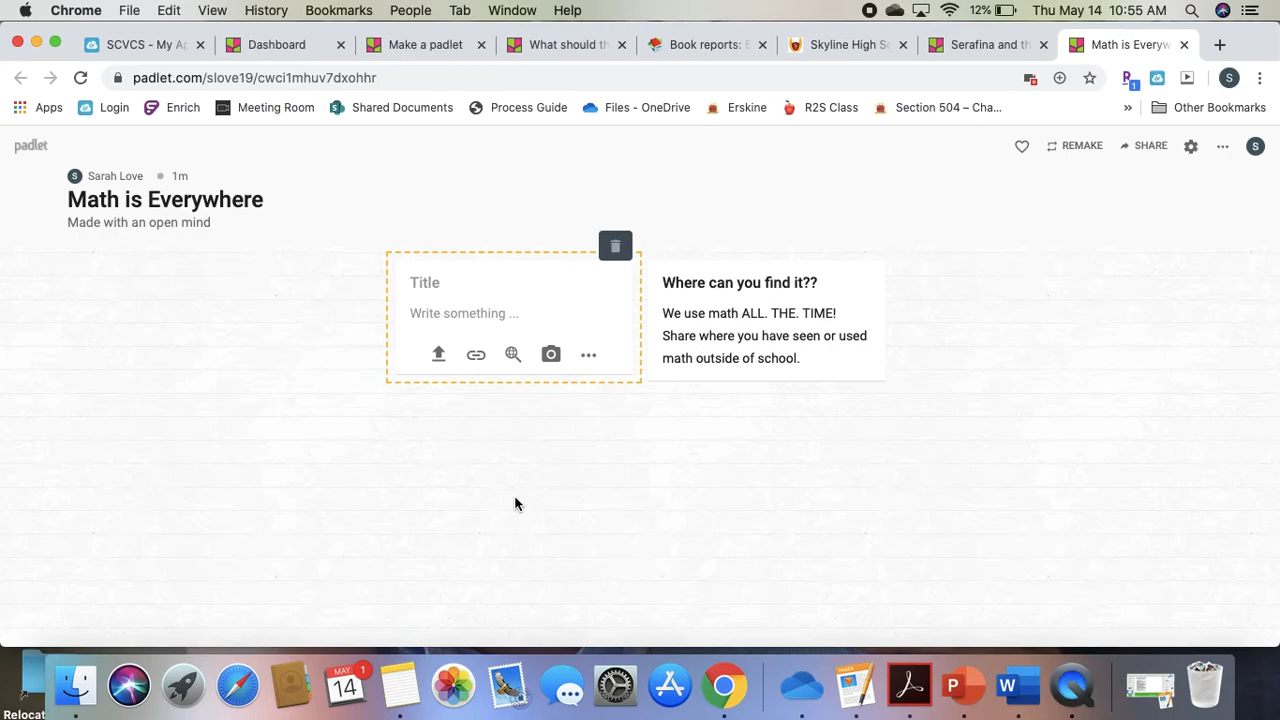 Chrome File Edit View History Bookmarks People Tab Window Help 12% Thu May 14 10:55 AM
SCVCS - My Ap Dashboard Make a padlet What should th Book reports: E Skyline High Sc Serafina and th Math is Everyw
padlet.com/slove19/cwci1mhuv7dxohhr
Apps Login Enrich Meeting Room Shared Documents Process Guide Files - OneDrive Erskine R2S Class Section 504 – Cha... » Other Bookmarks
padlet REMAKE SHARE ... S
S Sarah Love 1m
Math is Everywhere
Made with an open mind
Title
Write something ...
Where can you find it??
We use math ALL. THE. TIME!
Share where you have seen or used
math outside of school.
MAY 1
14
Relocat